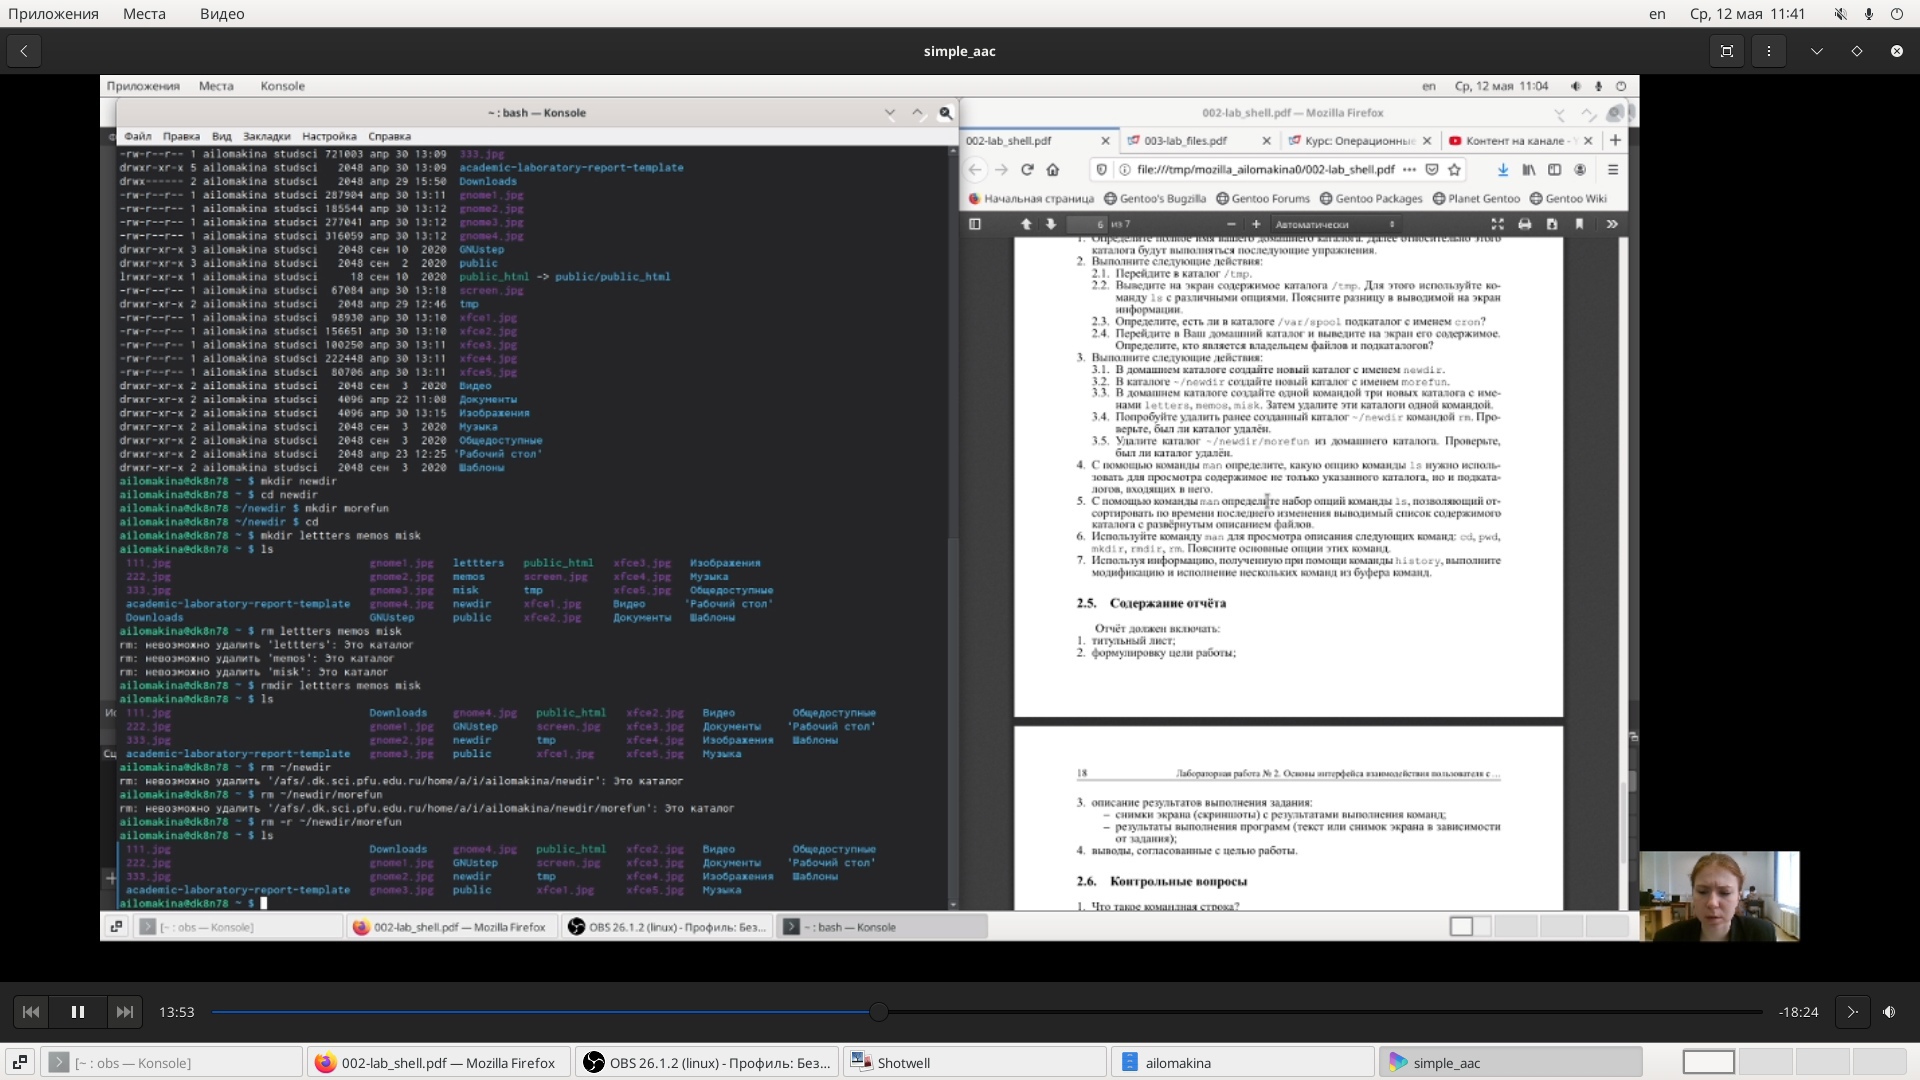 Приложения Места Видео en Ср, 12 мая 11:41
simple_aac
Приложения Места Konsole en Ср, 12 мая 11:04
~ : bash — Konsole
Файл Правка Вид Закладки Настройка Справка
-rw-r--r-- 1 ailomakina studsci 721003 апр 30 13:09 333.jpg
drwxr-xr-x 5 ailomakina studsci 2048 апр 30 13:09 academic-laboratory-report-template
drwx------ 2 ailomakina studsci 2048 апр 29 15:50 Downloads
-rw-r--r-- 1 ailomakina studsci 287904 апр 30 13:11 gnome1.jpg
-rw-r--r-- 1 ailomakina studsci 185544 апр 30 13:12 gnome2.jpg
-rw-r--r-- 1 ailomakina studsci 277041 апр 30 13:12 gnome3.jpg
-rw-r--r-- 1 ailomakina studsci 316059 апр 30 13:12 gnome4.jpg
drwxr-xr-x 3 ailomakina studsci 2048 сен 10 2020 GNUstep
drwxr-xr-x 3 ailomakina studsci 2048 сен 2 2020 public
lrwxr-xr-x 1 ailomakina studsci 18 сен 10 2020 public_html -> public/public_html
-rw-r--r-- 1 ailomakina studsci 67084 апр 30 13:18 screen.jpg
drwxr-xr-x 2 ailomakina studsci 2048 апр 29 12:46 tmp
-rw-r--r-- 1 ailomakina studsci 98930 апр 30 13:10 xfce1.jpg
-rw-r--r-- 1 ailomakina studsci 156651 апр 30 13:10 xfce2.jpg
-rw-r--r-- 1 ailomakina studsci 100250 апр 30 13:11 xfce3.jpg
-rw-r--r-- 1 ailomakina studsci 222448 апр 30 13:11 xfce4.jpg
-rw-r--r-- 1 ailomakina studsci 80706 апр 30 13:11 xfce5.jpg
drwxr-xr-x 2 ailomakina studsci 2048 сен 3 2020 Видео
drwxr-xr-x 2 ailomakina studsci 4096 апр 22 11:08 Документы
drwxr-xr-x 2 ailomakina studsci 4096 апр 30 13:15 Изображения
drwxr-xr-x 2 ailomakina studsci 2048 сен 3 2020 Музыка
drwxr-xr-x 2 ailomakina studsci 2048 сен 3 2020 Общедоступные
drwxr-xr-x 2 ailomakina studsci 2048 апр 23 12:25 'Рабочий стол'
drwxr-xr-x 2 ailomakina studsci 2048 сен 3 2020 Шаблоны
ailomakina@dk8n78 ~ $ mkdir newdir
ailomakina@dk8n78 ~ $ cd newdir
ailomakina@dk8n78 ~/newdir $ mkdir morefun
ailomakina@dk8n78 ~/newdir $ cd
ailomakina@dk8n78 ~ $ mkdir lettters memos misk
ailomakina@dk8n78 ~ $ ls
111.jpg gnome1.jpg lettters public_html xfce3.jpg Изображения
222.jpg gnome2.jpg memos screen.jpg xfce4.jpg Музыка
333.jpg gnome3.jpg misk tmp xfce5.jpg Общедоступные
academic-laboratory-report-template gnome4.jpg newdir xfce1.jpg Видео 'Рабочий стол'
Downloads GNUstep public xfce2.jpg Документы Шаблоны
ailomakina@dk8n78 ~ $ rm lettters memos misk
rm: невозможно удалить 'lettters': Это каталог
rm: невозможно удалить 'memos': Это каталог
rm: невозможно удалить 'misk': Это каталог
ailomakina@dk8n78 ~ $ rmdir lettters memos misk
ailomakina@dk8n78 ~ $ ls
111.jpg Downloads gnome4.jpg public_html xfce2.jpg Видео Общедоступные
222.jpg gnome1.jpg GNUstep screen.jpg xfce3.jpg Документы 'Рабочий стол'
333.jpg gnome2.jpg newdir tmp xfce4.jpg Изображения Шаблоны
academic-laboratory-report-template gnome3.jpg public xfce1.jpg xfce5.jpg Музыка
ailomakina@dk8n78 ~ $ rm ~/newdir
rm: невозможно удалить '/afs/.dk.sci.pfu.edu.ru/home/a/i/ailomakina/newdir': Это каталог
ailomakina@dk8n78 ~ $ rm ~/newdir/morefun
rm: невозможно удалить '/afs/.dk.sci.pfu.edu.ru/home/a/i/ailomakina/newdir/morefun': Это каталог
ailomakina@dk8n78 ~ $ rm -r ~/newdir/morefun
ailomakina@dk8n78 ~ $ ls
111.jpg Downloads gnome4.jpg public_html xfce2.jpg Видео Общедоступные
222.jpg gnome1.jpg GNUstep screen.jpg xfce3.jpg Документы 'Рабочий стол'
333.jpg gnome2.jpg newdir tmp xfce4.jpg Изображения Шаблоны
academic-laboratory-report-template gnome3.jpg public xfce1.jpg xfce5.jpg Музыка
ailomakina@dk8n78 ~ $
002-lab_shell.pdf — Mozilla Firefox
002-lab_shell.pdf 003-lab_files.pdf Курс: Операционные Контент на канале -
file:///tmp/mozilla_ailomakina0/002-lab_shell.pdf
Начальная страница Gentoo's Bugzilla Gentoo Forums Gentoo Packages Planet Gentoo Gentoo Wiki
6 из 7 Автоматически
1. Определите полное имя вашего домашнего каталога. Далее относительно этого
каталога будут выполняться последующие упражнения.
2. Выполните следующие действия:
2.1. Перейдите в каталог /tmp.
2.2. Выведите на экран содержимое каталога /tmp. Для этого используйте ко-
манду ls с различными опциями. Поясните разницу в выводимой на экран
информации.
2.3. Определите, есть ли в каталоге /var/spool подкаталог с именем cron?
2.4. Перейдите в Ваш домашний каталог и выведите на экран его содержимое.
Определите, кто является владельцем файлов и подкаталогов?
3. Выполните следующие действия:
3.1. В домашнем каталоге создайте новый каталог с именем newdir.
3.2. В каталоге ~/newdir создайте новый каталог с именем morefun.
3.3. В домашнем каталоге создайте одной командой три новых каталога с име-
нами letters, memos, misk. Затем удалите эти каталоги одной командой.
3.4. Попробуйте удалить ранее созданный каталог ~/newdir командой rm. Про-
верьте, был ли каталог удалён.
3.5. Удалите каталог ~/newdir/morefun из домашнего каталога. Проверьте,
был ли каталог удалён.
4. С помощью команды man определите, какую опцию команды ls нужно исполь-
зовать для просмотра содержимое не только указанного каталога, но и подката-
логов, входящих в него.
5. С помощью команды man определите набор опций команды ls, позволяющий от-
сортировать по времени последнего изменения выводимый список содержимого
каталога с развёрнутым описанием файлов.
6. Используйте команду man для просмотра описания следующих команд: cd, pwd,
mkdir, rmdir, rm. Поясните основные опции этих команд.
7. Используя информацию, полученную при помощи команды history, выполните
модификацию и исполнение нескольких команд из буфера команд.
2.5. Содержание отчёта
Отчёт должен включать:
1. титульный лист;
2. формулировку цели работы;
18 Лабораторная работа № 2. Основы интерфейса взаимодействия пользователя с ...
3. описание результатов выполнения задания:
– снимки экрана (скриншоты) с результатами выполнения команд;
– результаты выполнения программ (текст или снимок экрана в зависимости
от задания);
4. выводы, согласованные с целью работы.
2.6. Контрольные вопросы
1. Что такое командная строка?
[~ : obs — Konsole] 002-lab_shell.pdf — Mozilla Firefox OBS 26.1.2 (linux) - Профиль: Без... ~ : bash — Konsole
13:53 -18:24
[~ : obs — Konsole] 002-lab_shell.pdf — Mozilla Firefox OBS 26.1.2 (linux) - Профиль: Без... Shotwell ailomakina simple_aac